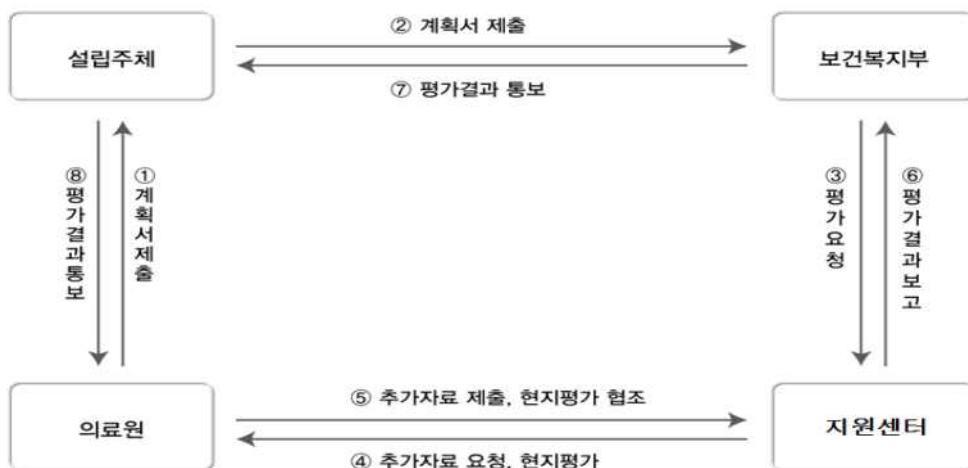 ② 계획서 제출
설립주체
보건복지부
⑦ 평가결과 통보
⑧평가결과통보
①계획서제출
③평가요청
⑥평가결과보고
⑤ 추가자료 제출, 현지평가 협조
의료원
지원센터
④ 추가자료 요청, 현지평가